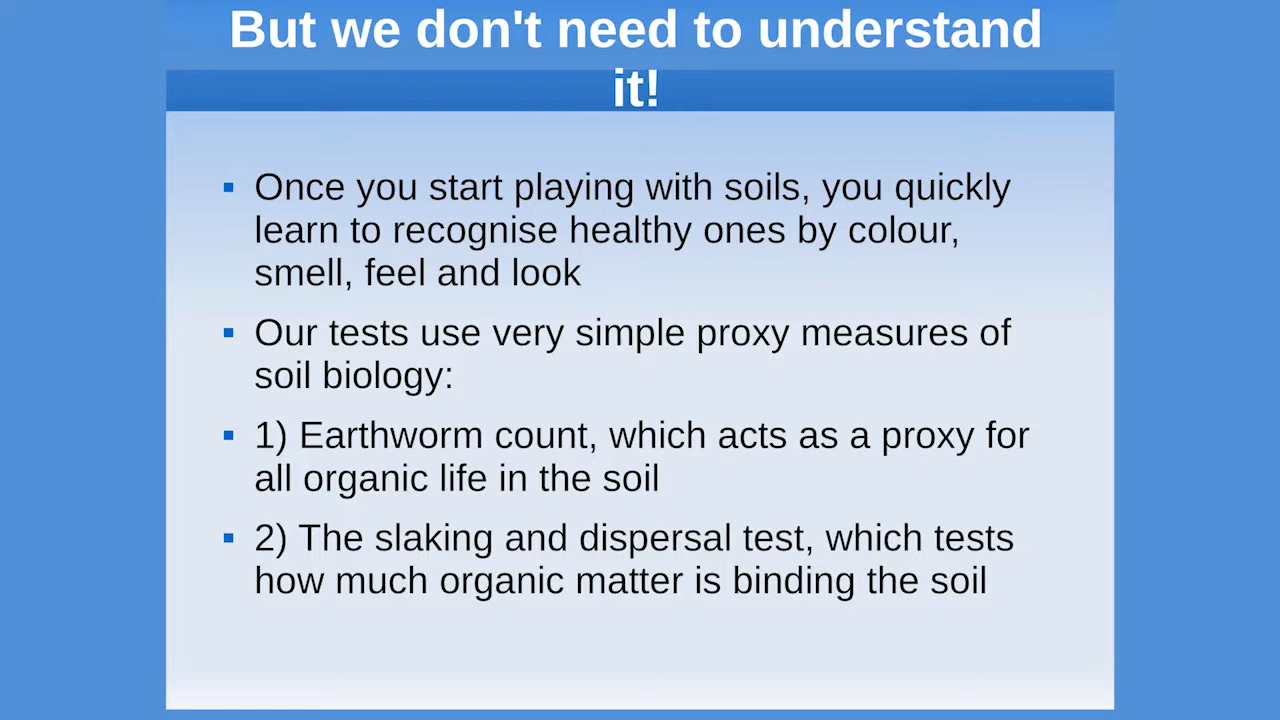 But we don't need to understand
it!
Once you start playing with soils, you quickly
learn to recognise healthy ones by colour,
smell, feel and look
Our tests use very simple proxy measures of
soil biology:
1) Earthworm count, which acts as a proxy for
all organic life in the soil
2) The slaking and dispersal test, which tests
how much organic matter is binding the soil